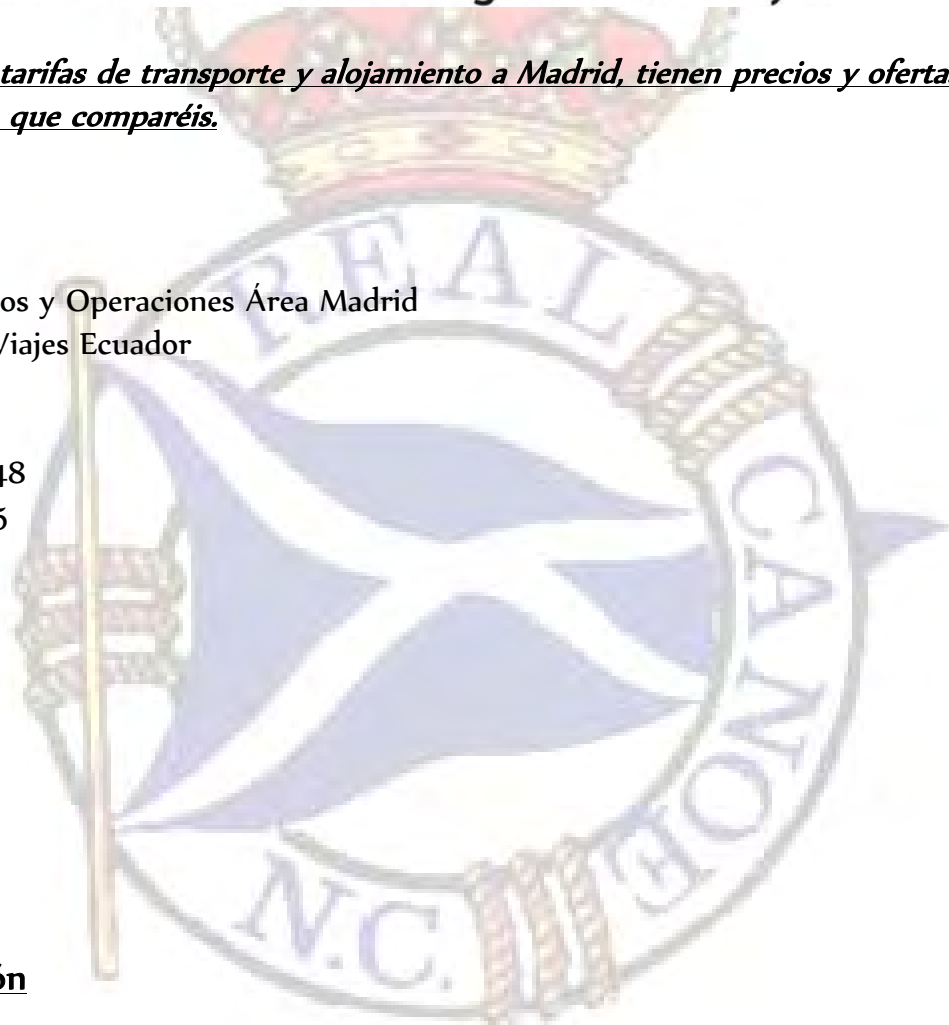 tarifas de transporte y alojamiento a Madrid, tienen precios y oferta
que comparéis.
os y Operaciones Área Madrid
Viajes Ecuador
48
6
REAL CANOE
N.C.
ón